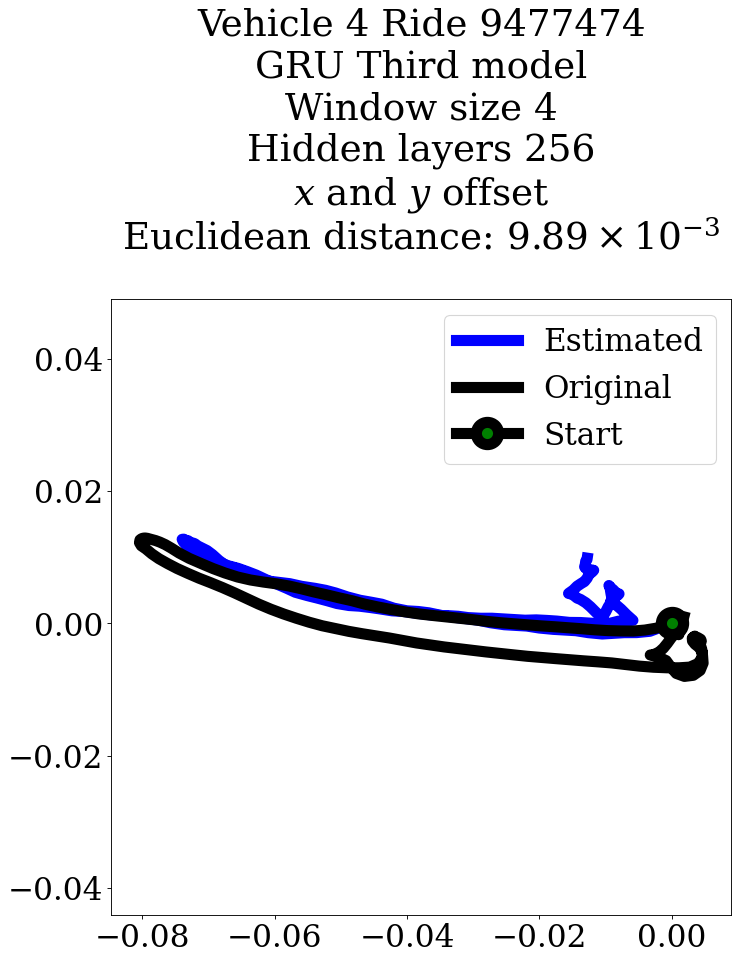 Vehicle 4 Ride 9477474
GRU Third model
Window size 4
Hidden layers 256
x and y offset
Euclidean distance: 9.89 × 10⁻³
Estimated
Original
Start
0.04
0.02
0.00
−0.02
−0.04
−0.08 −0.06 −0.04 −0.02 0.00